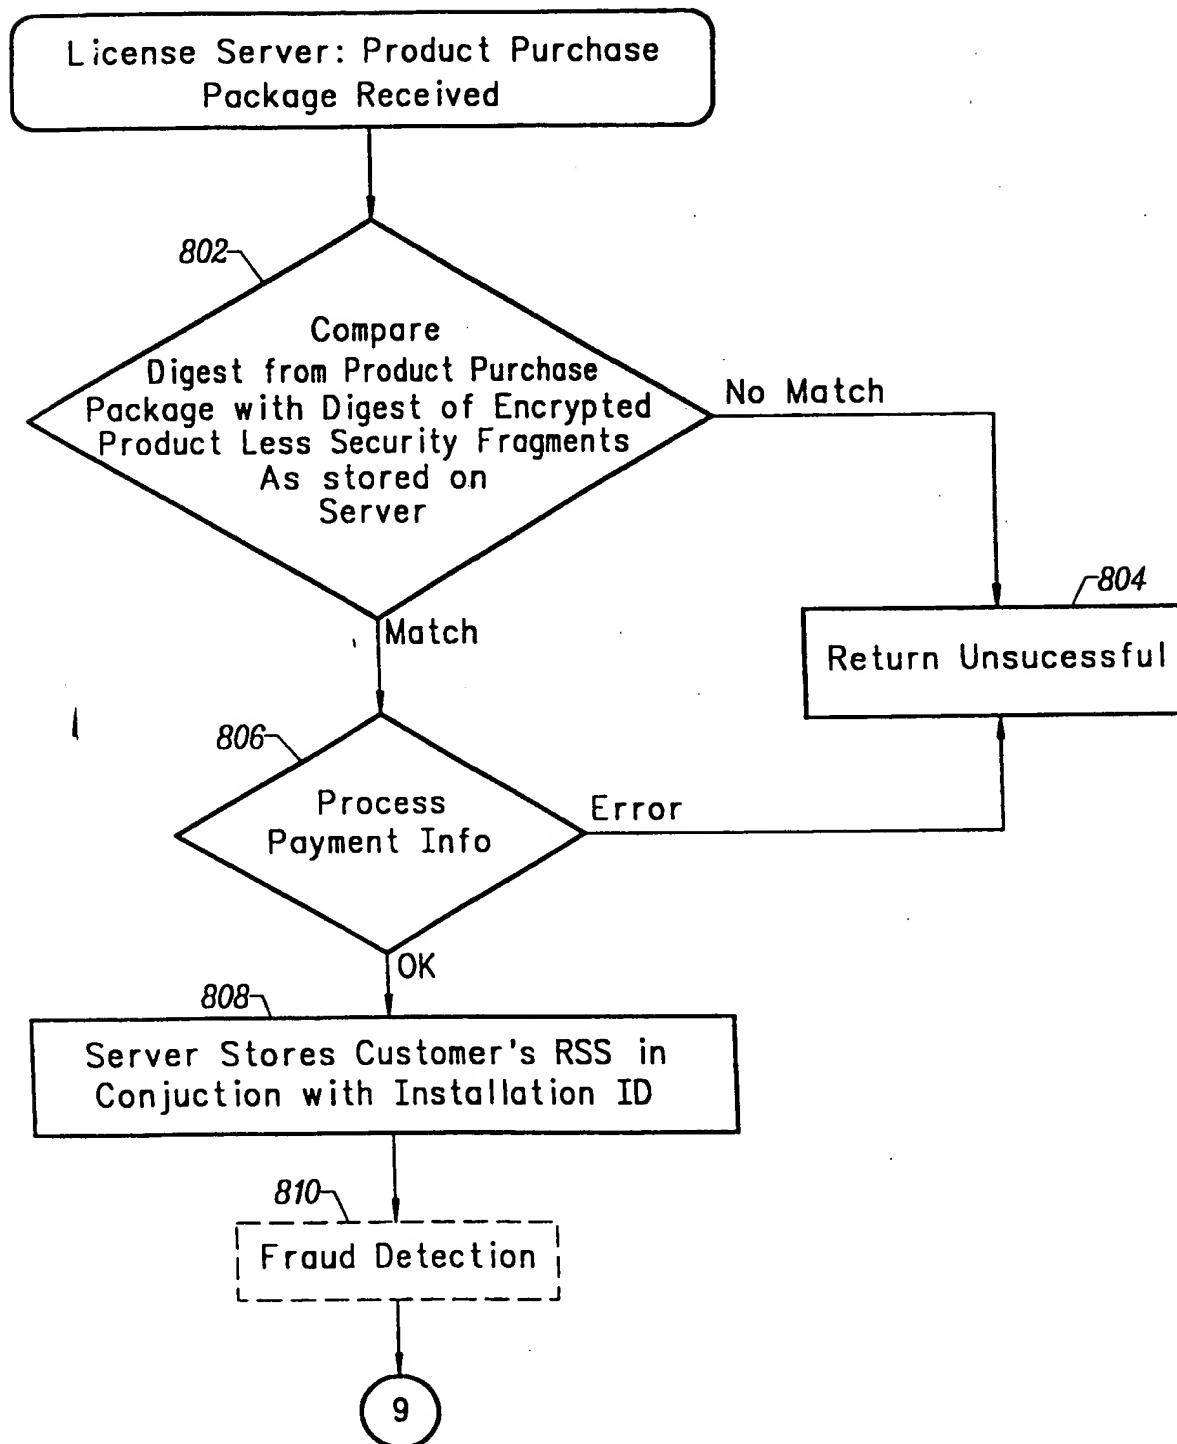 License Server: Product Purchase
Package Received
802
Compare
Digest from Product Purchase
Package with Digest of Encrypted
Product Less Security Fragments
As stored on
Server
No Match
804
Return Unsucessful
Match
806
Process
Payment Info
Error
OK
808
Server Stores Customer's RSS in
Conjuction with Installation ID
810
Fraud Detection
9